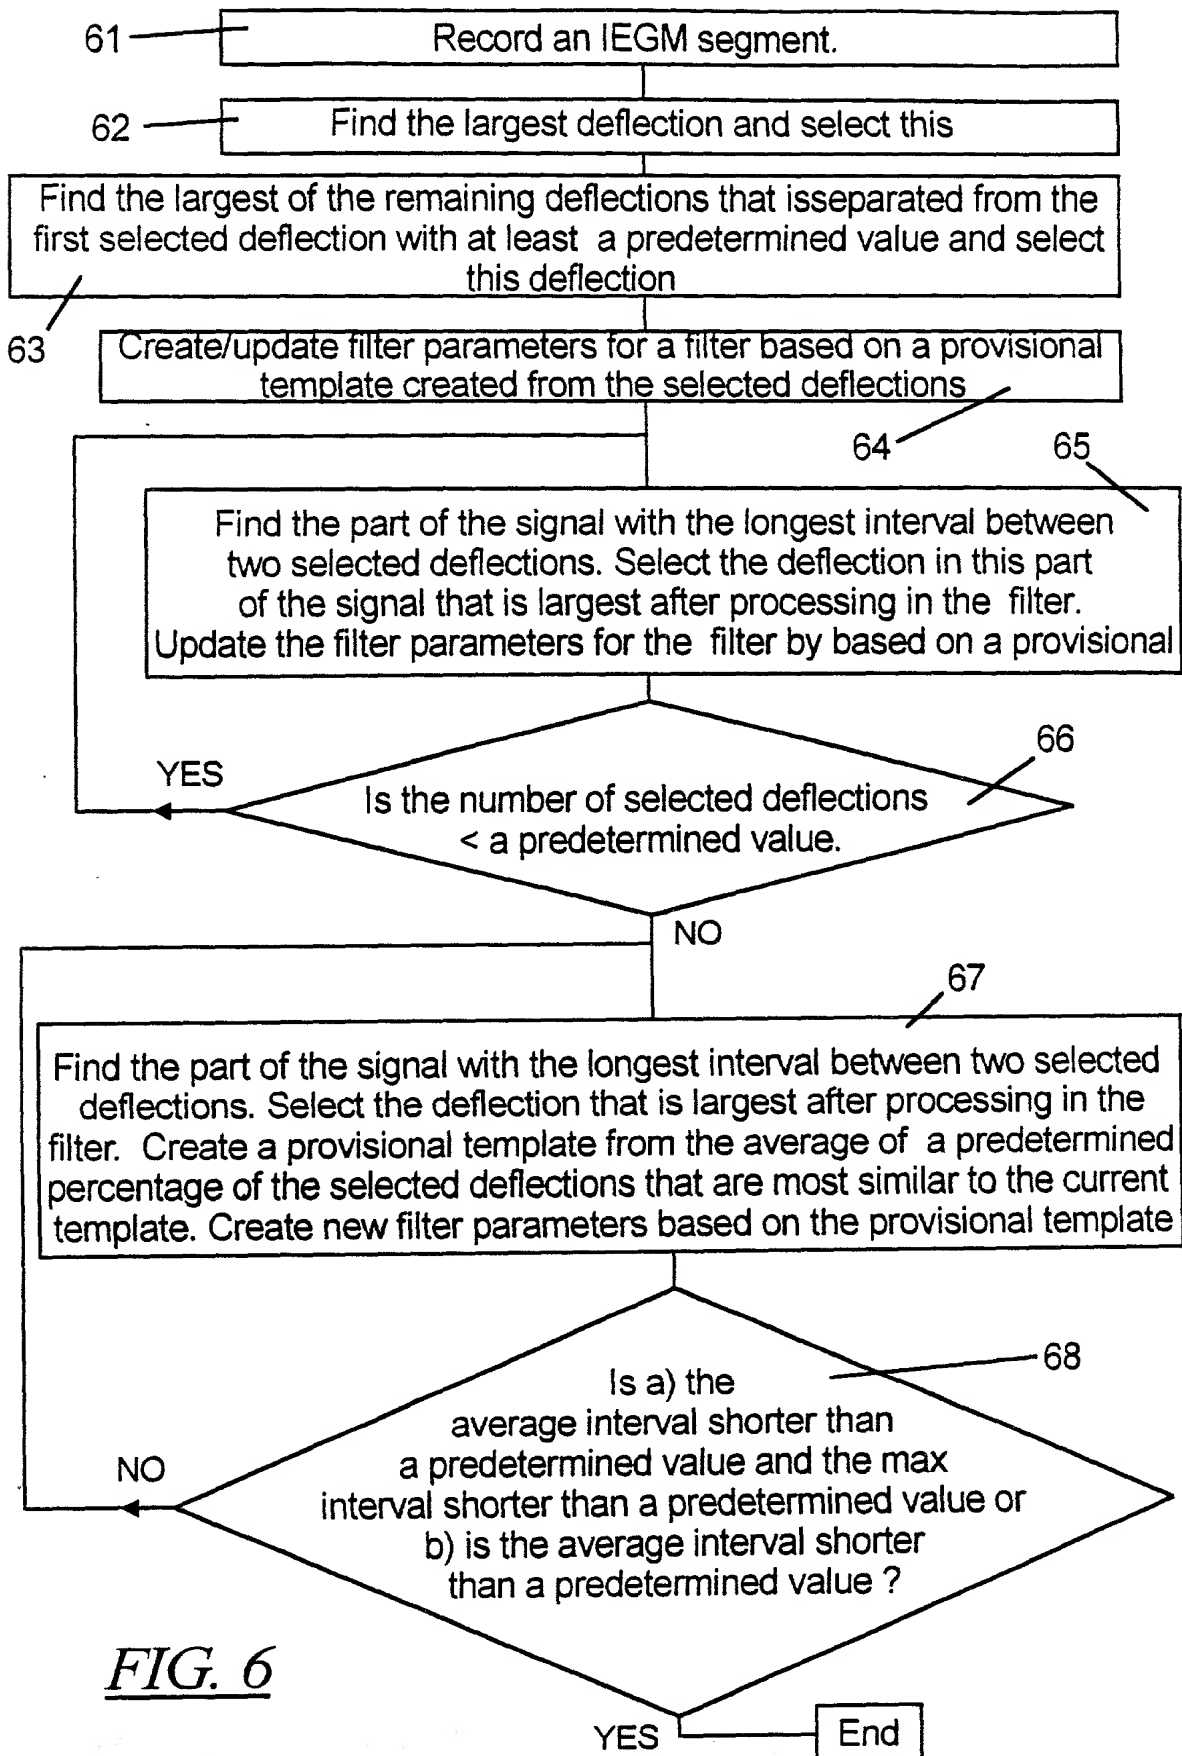 61
Record an IEGM segment.
62
Find the largest deflection and select this
Find the largest of the remaining deflections that isseparated from the
first selected deflection with at least a predetermined value and select
this deflection
63
Create/update filter parameters for a filter based on a provisional
template created from the selected deflections
64
65
Find the part of the signal with the longest interval between
two selected deflections. Select the deflection in this part
of the signal that is largest after processing in the filter.
Update the filter parameters for the filter by based on a provisional
66
YES
Is the number of selected deflections
< a predetermined value.
NO
67
Find the part of the signal with the longest interval between two selected
deflections. Select the deflection that is largest after processing in the
filter. Create a provisional template from the average of a predetermined
percentage of the selected deflections that are most similar to the current
template. Create new filter parameters based on the provisional template
68
Is a) the
average interval shorter than
a predetermined value and the max
interval shorter than a predetermined value or
b) is the average interval shorter
than a predetermined value ?
NO
FIG. 6
YES
End